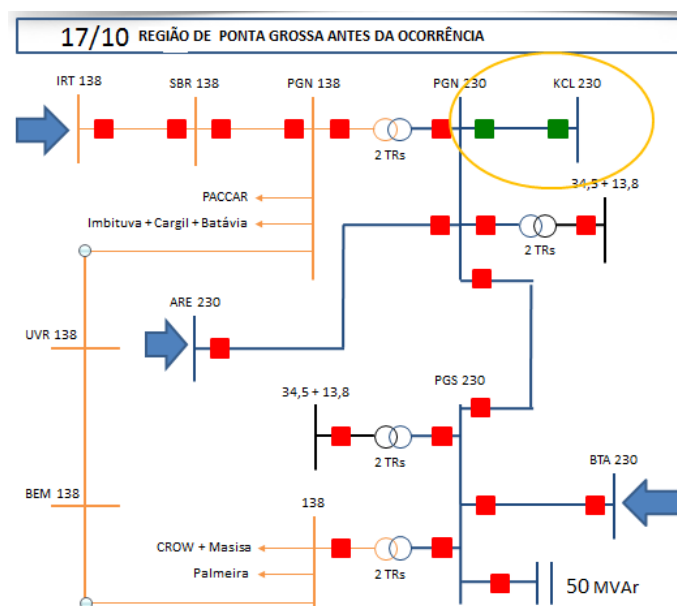 17/10 REGIÃO DE PONTA GROSSA ANTES DA OCORRÊNCIA
IRT 138
SBR 138
PGN 138
PGN 230
KCL 230
2 TRs
PACCAR
34,5 + 13,8
Imbituva + Cargil + Batávia
2 TRs
ARE 230
UVR 138
PGS 230
34,5 + 13,8
2 TRs
BTA 230
BEM 138
138
CROW + Masisa
Palmeira
2 TRs
50 MVAr